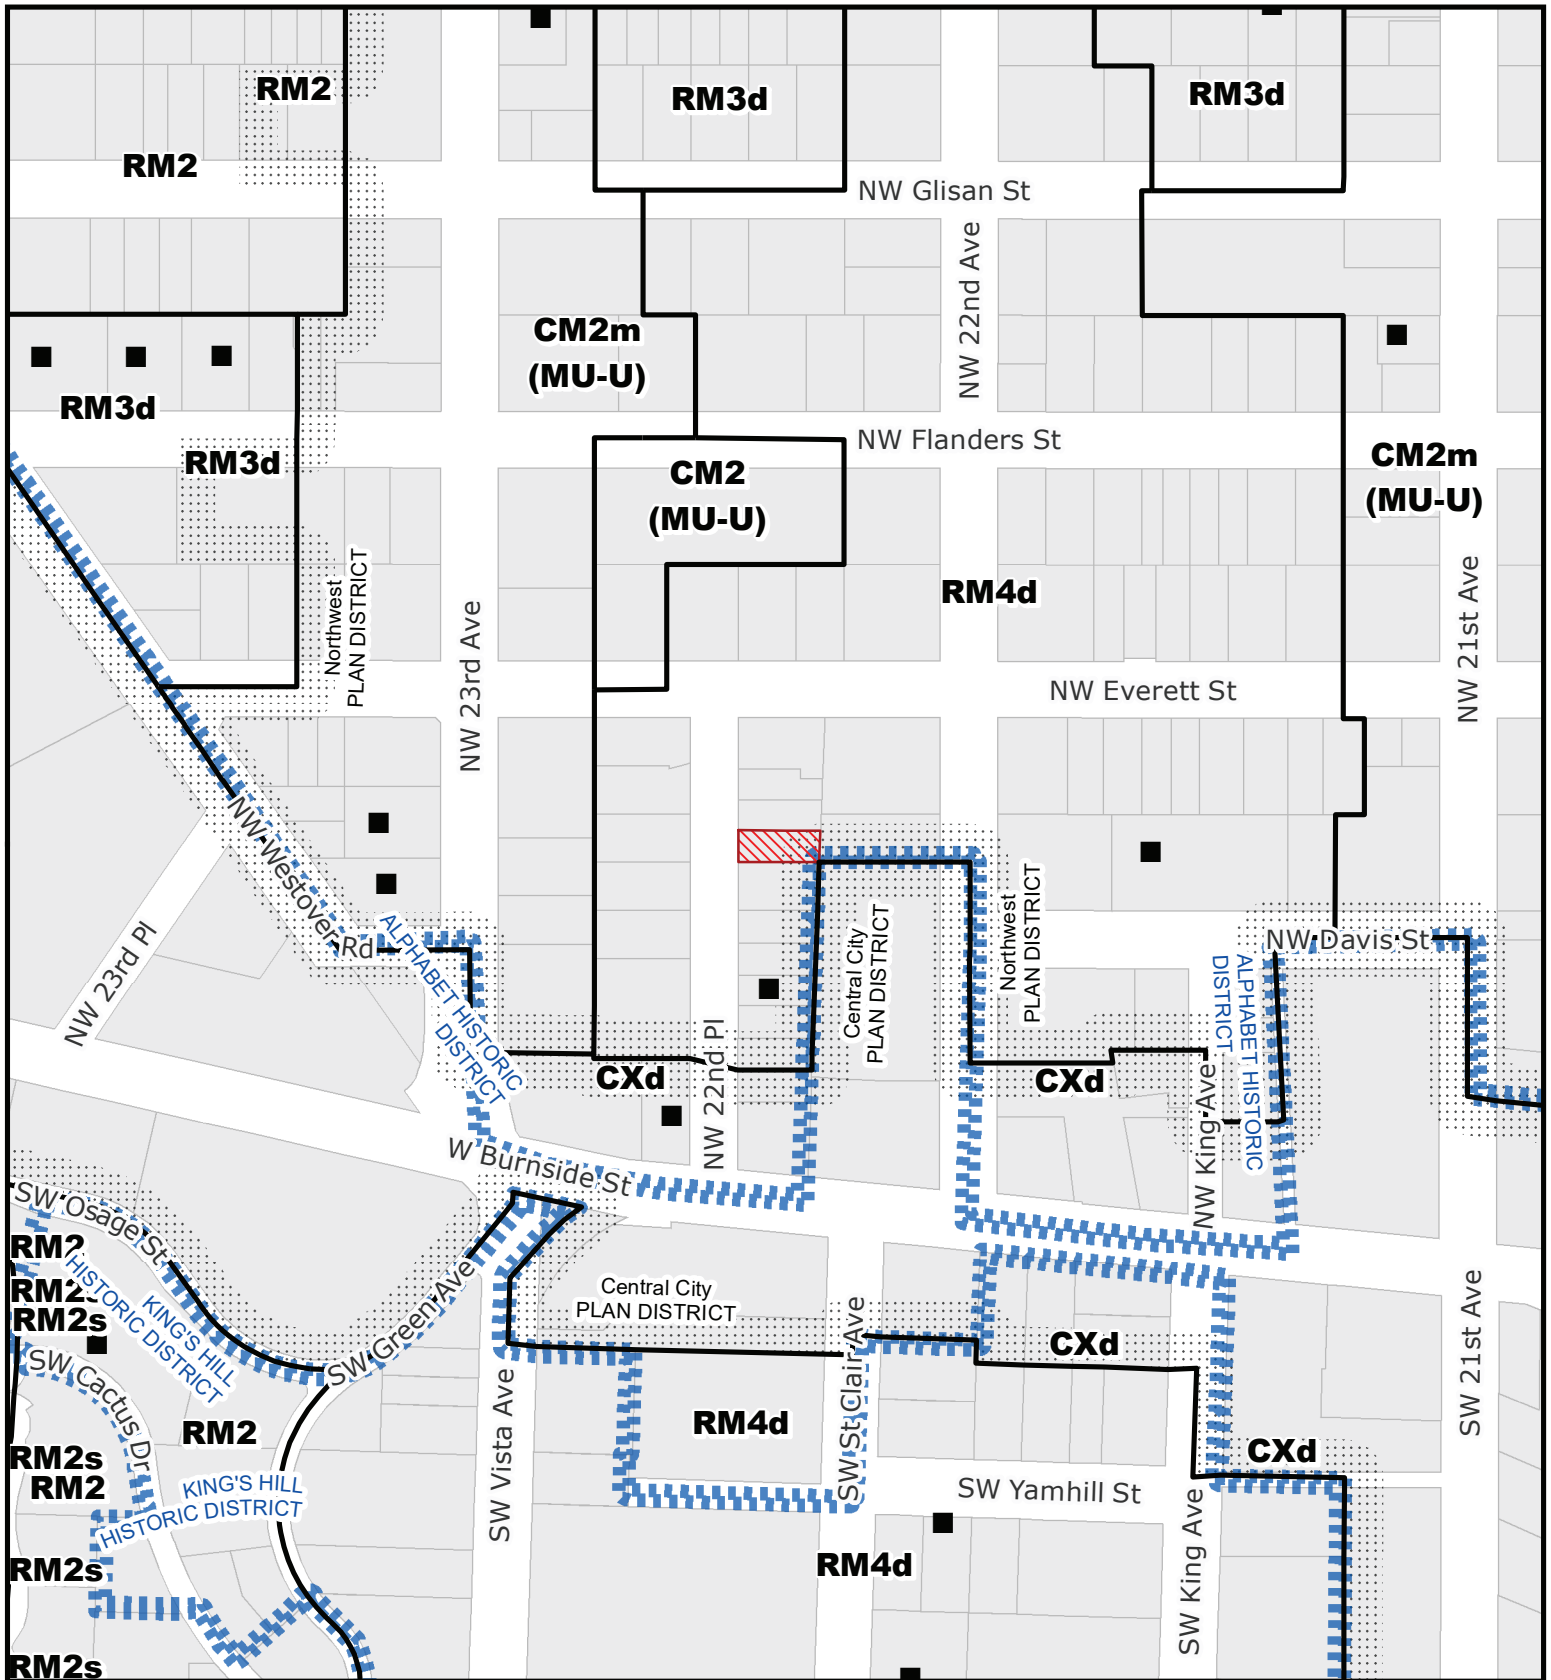 RM2
RM3d
RM3d
RM2
NW Glisan St
NW 22nd Ave
CM2m
(MU-U)
RM3d
NW Flanders St
RM3d
CM2
(MU-U)
CM2m
(MU-U)
Northwest
PLAN DISTRICT
NW 23rd Ave
RM4d
NW 21st Ave
NW Everett St
NW Westover Rd
NW 23rd Pl
ALPHABET HISTORIC
DISTRICT
Central City
PLAN DISTRICT
Northwest
PLAN DISTRICT
NW Davis St
ALPHABET HISTORIC
DISTRICT
CXd
NW 22nd Pl
CXd
NW King Ave
W Burnside St
SW Osage St
RM2
RM2s
RM2s
KING'S HILL
HISTORIC DISTRICT
SW Green Ave
Central City
PLAN DISTRICT
SW St Clair Ave
CXd
SW 21st Ave
SW Cactus Dr
RM2
SW Vista Ave
RM4d
CXd
RM2s
RM2
KING'S HILL
HISTORIC DISTRICT
SW Yamhill St
SW King Ave
RM2s
RM4d
RM2s